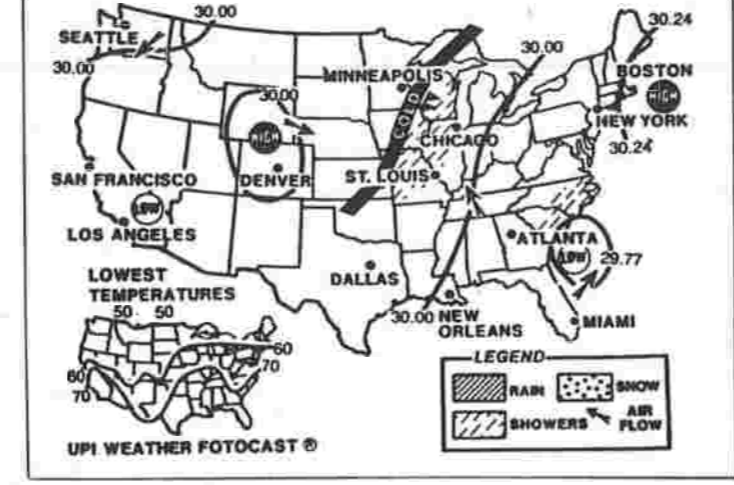 30.00
30.24
SEATTLE
30.00
BOSTON
30.00
MINNEAPOLIS
HIGH
30.00
COLD
NEW YORK
HIGH
CHICAGO
30.24
SAN FRANCISCO
DENVER
ST. LOUIS
LOW
LOS ANGELES
ATLANTA
LOW
29.77
LOWEST
TEMPERATURES
DALLAS
50
50
30.00
NEW
ORLEANS
MIAMI
60
70
60
70
LEGEND
RAIN
SNOW
SHOWERS
AIR
FLOW
UPI WEATHER FOTOCAST ®